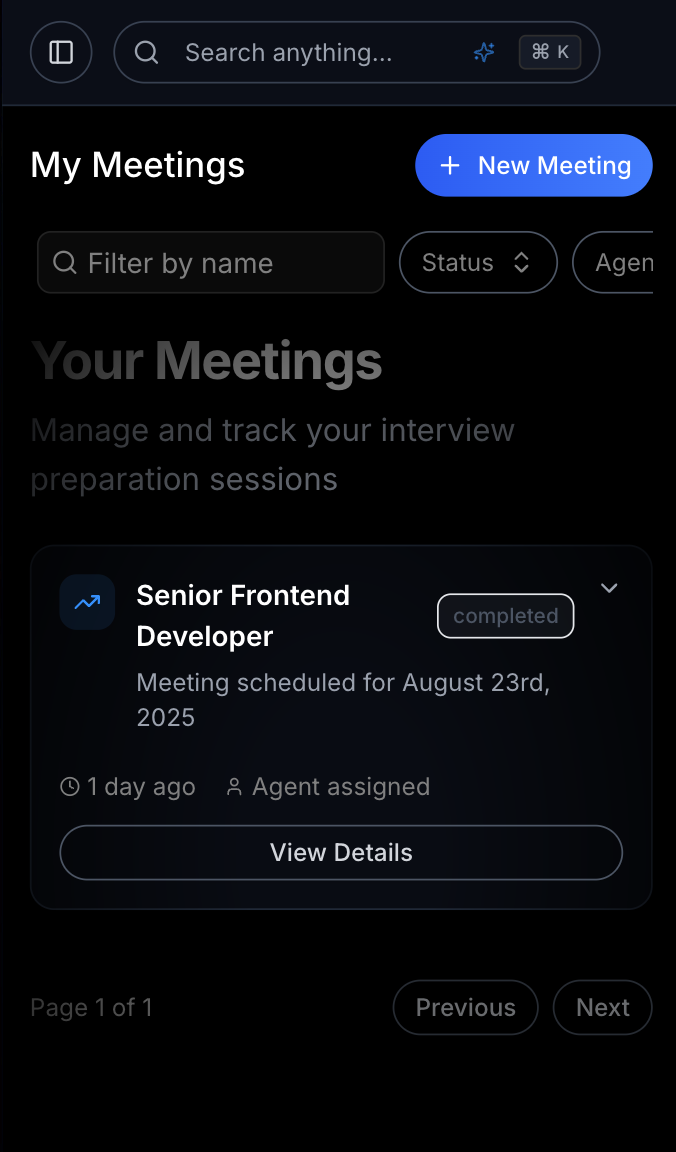 Search anything...
⌘ K
My Meetings
+ New Meeting
Filter by name
Status
Agen
Your Meetings
Manage and track your interview
preparation sessions
Senior Frontend
Developer
completed
Meeting scheduled for August 23rd,
2025
1 day ago
Agent assigned
View Details
Page 1 of 1
Previous
Next